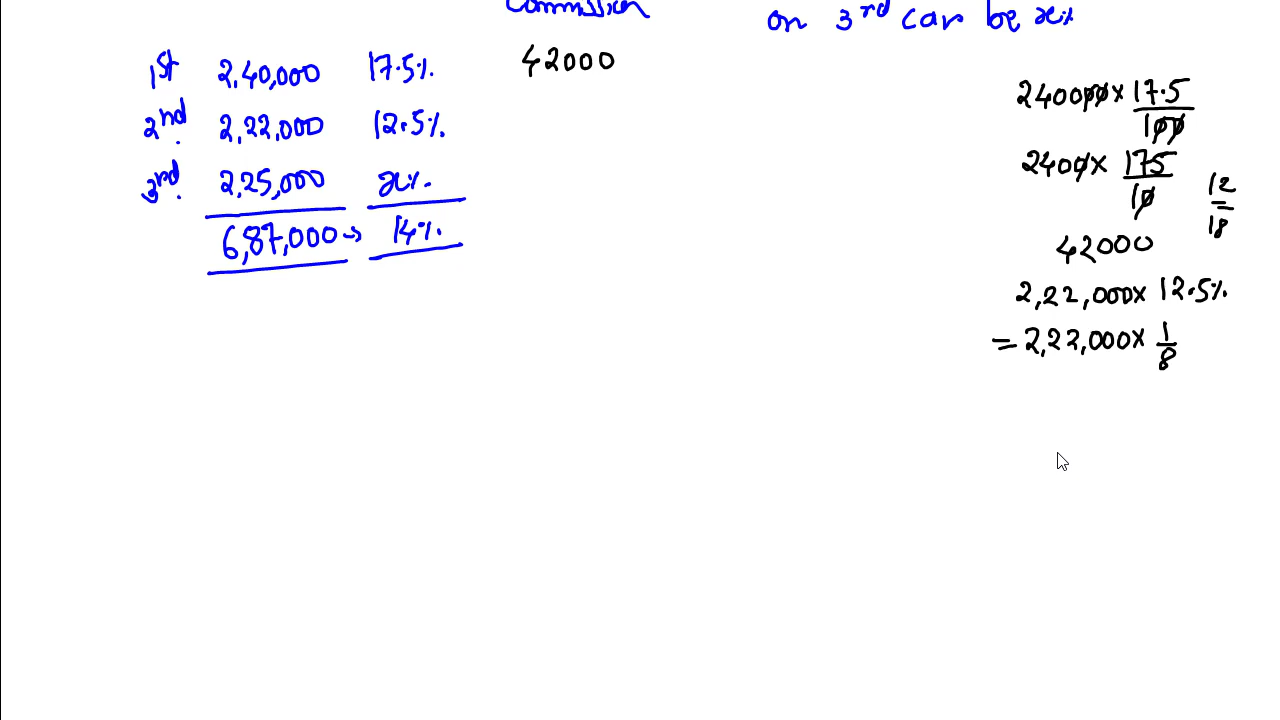 Commission
on 3rd can be x%
1st 2,40,000 17.5% 42000
2nd 2,22,000 12.5%
3rd. 2,25,000 x%
6,87,000→ 14%
240000 × 17.5/100
2400 × 175/10
12/18
42000
2,22,000× 12.5%
= 2,22,000× 1/8